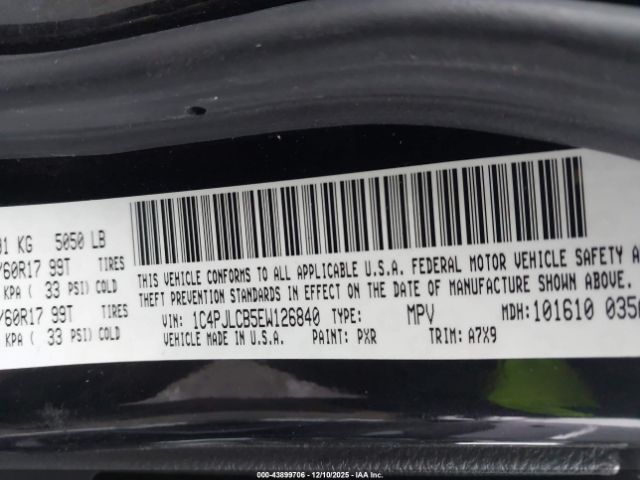 01 KG 5050 LB
/60R17 99T TIRES
KPA ( 33 PSI) COLD
/60R17 99T TIRES
KPA ( 33 PSI) COLD
THIS VEHICLE CONFORMS TO ALL APPLICABLE U.S.A. FEDERAL MOTOR VEHICLE SAFETY A
THEFT PREVENTION STANDARDS IN EFFECT ON THE DATE OF MANUFACTURE SHOWN ABOVE.
VIN: 1C4PJLCB5EW126840 TYPE: MPV MDH: 101610 035
VEHICLE MADE IN U.S.A. PAINT: PXR TRIM: A7X9
000-43899706 - 12/10/2025 - IAA Inc.